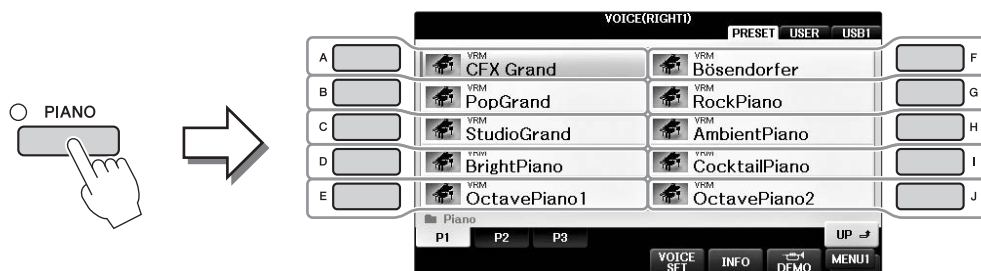 VOICE(RIGHT1)
PRESET USER USB1
A
VRM
CFX Grand
VRM
Bösendorfer
F
B
VRM
PopGrand
VRM
RockPiano
G
PIANO
C
VRM
StudioGrand
VRM
AmbientPiano
H
D
VRM
BrightPiano
VRM
CocktailPiano
I
E
VRM
OctavePiano1
VRM
OctavePiano2
J
Piano
P1 P2 P3 UP
VOICE SET INFO DEMO MENU1